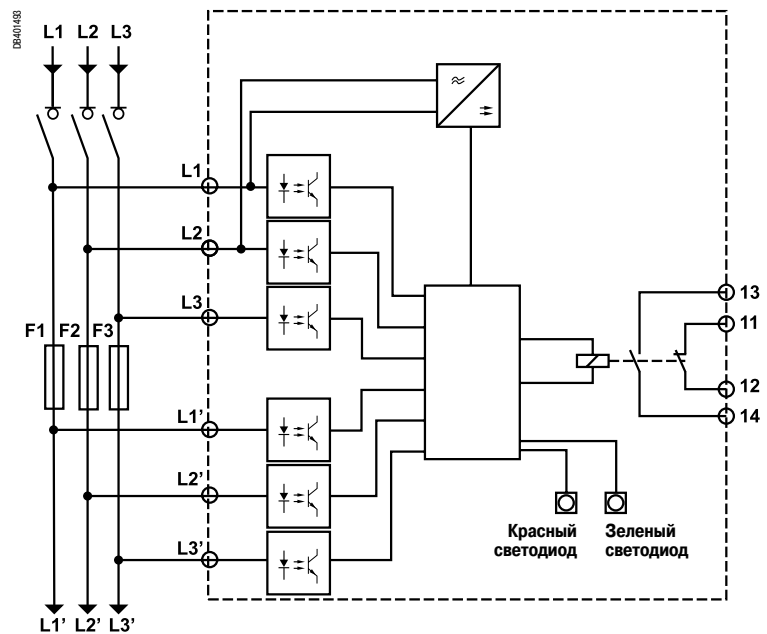 DB401493
L1 L2 L3
L1
L2
L3
F1 F2 F3
L1’
L2’
L3’
13
11
12
14
Красный
светодиод
Зеленый
светодиод
L1’ L2’ L3’